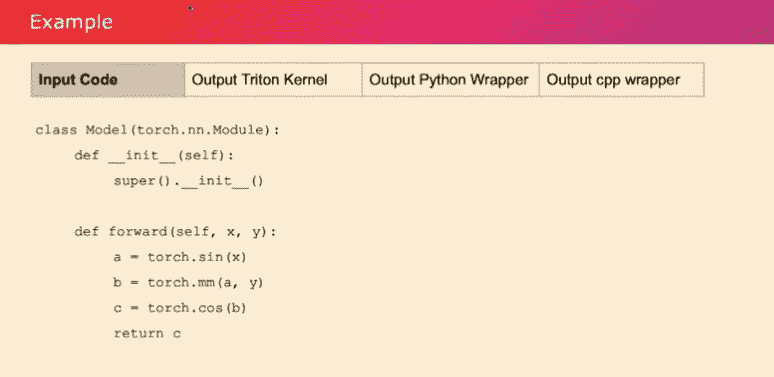 Example
Input Code Output Triton Kernel Output Python Wrapper Output cpp wrapper
class Model(torch.nn.Module):
    def __init__(self):
        super().__init__()
    def forward(self, x, y):
        a = torch.sin(x)
        b = torch.mm(a, y)
        c = torch.cos(b)
        return c